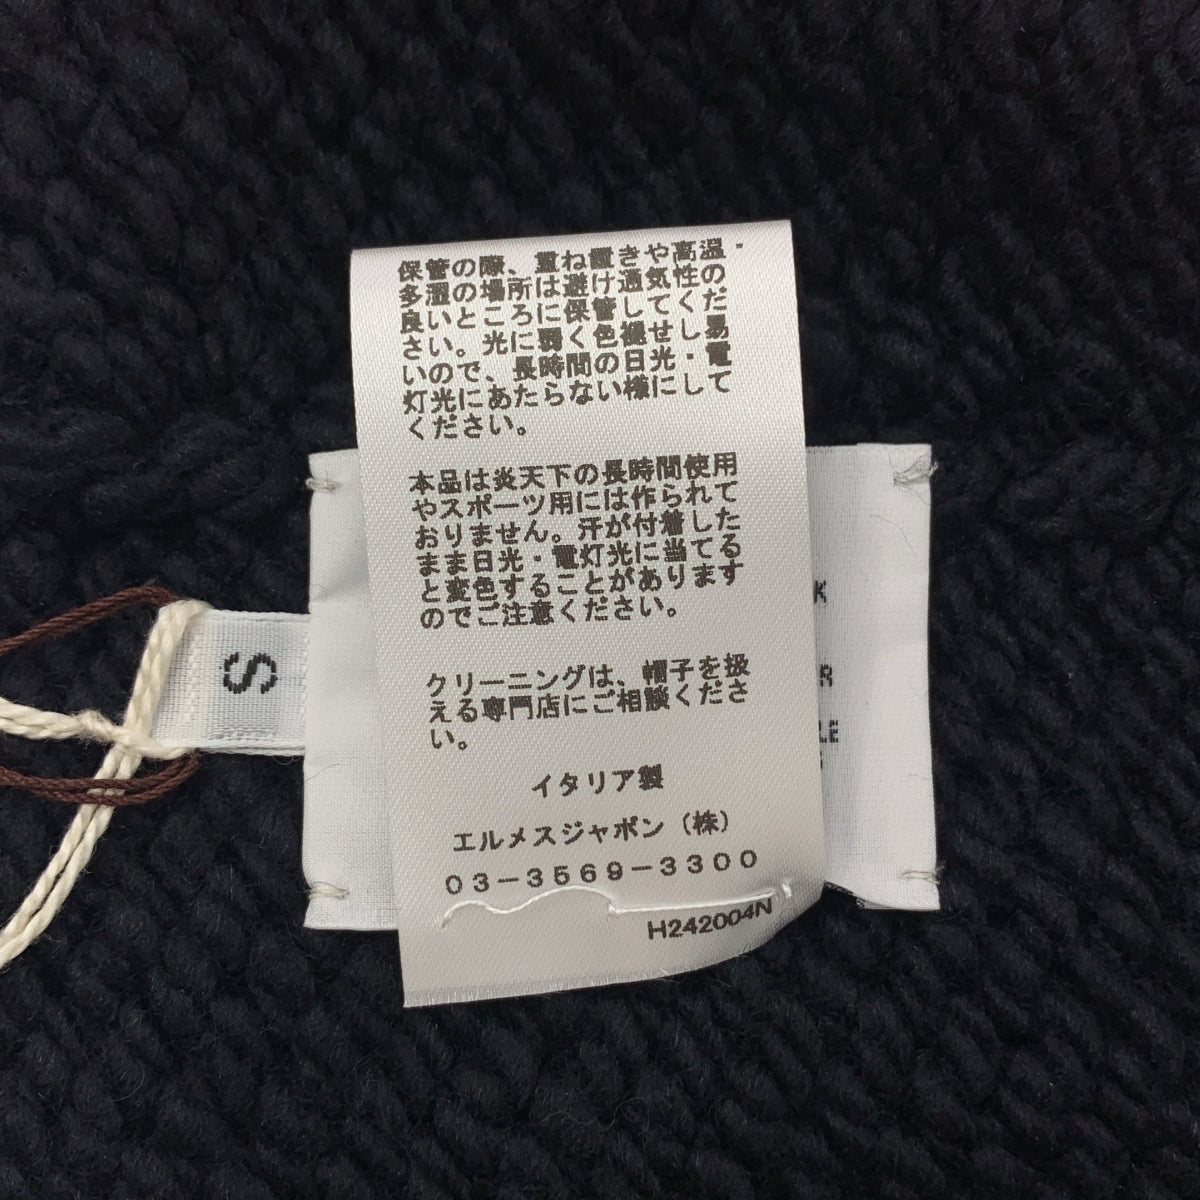 保管の際、重ね置きや高温・
多湿の場所は避け通気性の
良いところに保管してくだ
さい。光に弱く色褪せし易
いので、長時間の日光・電
灯光にあたらない様にして
ください。
本品は炎天下の長時間使用
やスポーツ用には作られて
おりません。汗が付着した
まま日光・電灯光に当てる
と変色することがあります
のでご注意ください。
クリーニングは、帽子を扱
える専門店にご相談くださ
い。
イタリア製
エルメスジャポン（株）
03-3569-3300
H242004N
S
K
R
LE